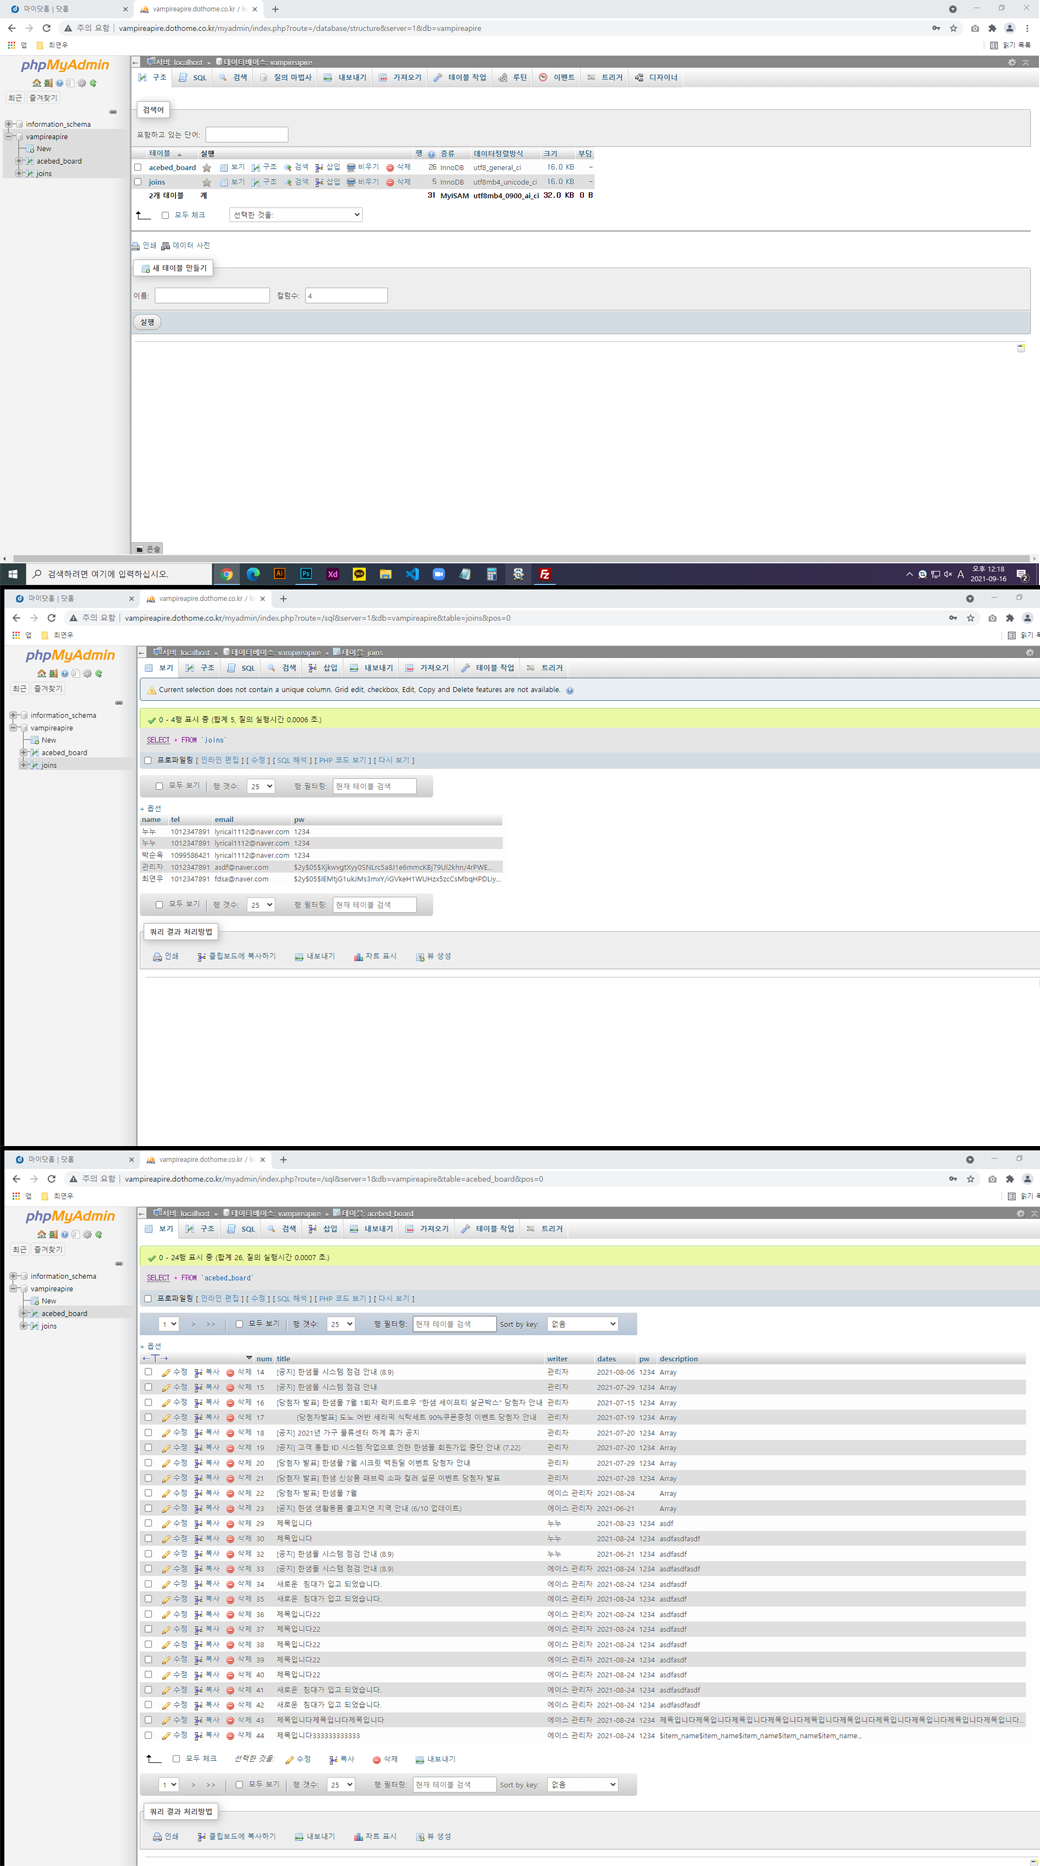 마이닷홈 | 닷홈
vampireapire.dothome.co.kr / lo
주의 요함 | vampireapire.dothome.co.kr/myadmin/index.php?route=/database/structure&server=1&db=vampireapire
앱 최연우 읽기 목록
phpMyAdmin
최근 즐겨찾기
information_schema
vampireapire
New
acebed_board
joins
서버: localhost » 데이터베이스: vampireapire
구조 SQL 검색 질의 마법사 내보내기 가져오기 테이블 작업 루틴 이벤트 트리거 디자이너
검색어
포함하고 있는 단어:
테이블 실행 행 종류 데이터정렬방식 크기 부담
acebed_board 보기 구조 검색 삽입 비우기 삭제 26 InnoDB utf8_general_ci 16.0 KB -
joins 보기 구조 검색 삽입 비우기 삭제 5 InnoDB utf8mb4_unicode_ci 16.0 KB -
2개 테이블 계 31 MyISAM utf8mb4_0900_ai_ci 32.0 KB 0 B
모두 체크 선택한 것을:
인쇄 데이터 사전
새 테이블 만들기
이름: 컬럼수: 4
실행
콘솔
검색하려면 여기에 입력하십시오.
A 오후 12:18
2021-09-16
마이닷홈 | 닷홈
vampireapire.dothome.co.kr / lo
주의 요함 | vampireapire.dothome.co.kr/myadmin/index.php?route=/sql&server=1&db=vampireapire&table=joins&pos=0
앱 최연우 읽기 목
phpMyAdmin
최근 즐겨찾기
information_schema
vampireapire
New
acebed_board
joins
서버: localhost » 데이터베이스: vampireapire » 테이블: joins
보기 구조 SQL 검색 삽입 내보내기 가져오기 테이블 작업 트리거
Current selection does not contain a unique column. Grid edit, checkbox, Edit, Copy and Delete features are not available.
0 - 4행 표시 중 (합계 5, 질의 실행시간 0.0006 초.)
SELECT * FROM `joins`
프로파일링 [ 인라인 편집 ] [ 수정 ] [ SQL 해석 ] [ PHP 코드 보기 ] [ 다시 보기 ]
모두 보기 | 행 갯수: 25 행 필터링: 현재 테이블 검색
+ 옵션
name tel email pw
누누 1012347891 lyrical1112@naver.com 1234
누누 1012347891 lyrical1112@naver.com 1234
박순옥 1099586421 lyrical1112@naver.com 1234
관리자 1012347891 asdf@naver.com
최연우 1012347891 fdsa@naver.com
모두 보기 | 행 갯수: 25 행 필터링: 현재 테이블 검색
쿼리 결과 처리방법
인쇄 클립보드에 복사하기 내보내기 차트 표시 뷰 생성
마이닷홈 | 닷홈
vampireapire.dothome.co.kr / lo
주의 요함 | vampireapire.dothome.co.kr/myadmin/index.php?route=/sql&server=1&db=vampireapire&table=acebed_board&pos=0
앱 최연우 읽기 목
phpMyAdmin
최근 즐겨찾기
information_schema
vampireapire
New
acebed_board
joins
서버: localhost » 데이터베이스: vampireapire » 테이블: acebed_board
보기 구조 SQL 검색 삽입 내보내기 가져오기 테이블 작업 트리거
0 - 24행 표시 중 (합계 26, 질의 실행시간 0.0007 초.)
SELECT * FROM `acebed_board`
프로파일링 [ 인라인 편집 ] [ 수정 ] [ SQL 해석 ] [ PHP 코드 보기 ] [ 다시 보기 ]
1 > >> | 모두 보기 | 행 갯수: 25 행 필터링: 현재 테이블 검색 Sort by key: 없음
+ 옵션
num title writer dates pw description
수정 복사 삭제 14 [공지] 한샘몰 시스템 점검 안내 (8.9) 관리자 2021-08-06 1234 Array
수정 복사 삭제 15 [공지] 한샘몰 시스템 점검 안내 관리자 2021-07-29 1234 Array
수정 복사 삭제 16 [당첨자 발표] 한샘몰 7월 1회차 럭키드로우 "한샘 세이프티 살균박스" 당첨자 안내 관리자 2021-07-15 1234 Array
수정 복사 삭제 17 [당첨자발표] 도노 어반 세라믹 식탁세트 90%쿠폰증정 이벤트 당첨자 안내 관리자 2021-07-19 1234 Array
수정 복사 삭제 18 [공지] 2021년 가구 물류센터 하계 휴가 공지 관리자 2021-07-20 1234 Array
수정 복사 삭제 19 [공지] 고객 통합 ID 시스템 작업으로 인한 한샘몰 회원가입 중단 안내 (7.22) 관리자 2021-07-20 1234 Array
수정 복사 삭제 20 [당첨자 발표] 한샘몰 7월 시크릿 백원딜 이벤트 당첨자 안내 관리자 2021-07-29 1234 Array
수정 복사 삭제 21 [당첨자 발표] 한샘 신상품 패브릭 소파 컬러 설문 이벤트 당첨자 발표 관리자 2021-07-28 1234 Array
수정 복사 삭제 22 [당첨자 발표] 한샘몰 7월 에이스 관리자 2021-08-24 Array
수정 복사 삭제 23 [공지] 한샘 생활용품 출고지연 지역 안내 (6/10 업데이트) 에이스 관리자 2021-06-21 Array
수정 복사 삭제 29 제목입니다 누누 2021-08-23 1234 asdf
수정 복사 삭제 30 제목입니다 누누 2021-08-24 1234 asdfasdfasdf
수정 복사 삭제 32 [공지] 한샘몰 시스템 점검 안내 (8.9) 누누 2021-06-21 1234 asdfasdf
수정 복사 삭제 33 [공지] 한샘몰 시스템 점검 안내 (8.9) 에이스 관리자 2021-08-24 1234 asdfasdfasdf
수정 복사 삭제 34 새로운 침대가 입고 되었습니다. 에이스 관리자 2021-08-24 1234 asdfasdf
수정 복사 삭제 35 새로운 침대가 입고 되었습니다. 에이스 관리자 2021-08-24 1234 asdfasdf
수정 복사 삭제 36 제목입니다22 에이스 관리자 2021-08-24 1234 asdfasdf
수정 복사 삭제 37 제목입니다22 에이스 관리자 2021-08-24 1234 asdfasdf
수정 복사 삭제 38 제목입니다22 에이스 관리자 2021-08-24 1234 asdfasdf
수정 복사 삭제 39 제목입니다22 에이스 관리자 2021-08-24 1234 asdfasdf
수정 복사 삭제 40 제목입니다22 에이스 관리자 2021-08-24 1234 asdfasdf
수정 복사 삭제 41 새로운 침대가 입고 되었습니다. 에이스 관리자 2021-08-24 1234 asdfasdfasdf
수정 복사 삭제 42 새로운 침대가 입고 되었습니다. 에이스 관리자 2021-08-24 1234 asdfasdfasdf
수정 복사 삭제 43 제목입니다제목입니다제목입니다 에이스 관리자 2021-08-24 1234 제목입니다제목입니다제목입니다제목입니다제목입니다제목입니다제목입니다제목입니다제목입니다제목입니다...
수정 복사 삭제 44 제목입니다333333333333 에이스 관리자 2021-08-24 1234 $item_name$item_name$item_name$item_name$item_name...
모두 체크 선택한 것을: 수정 복사 삭제 내보내기
1 > >> | 모두 보기 | 행 갯수: 25 행 필터링: 현재 테이블 검색 Sort by key: 없음
쿼리 결과 처리방법
인쇄 클립보드에 복사하기 내보내기 차트 표시 뷰 생성